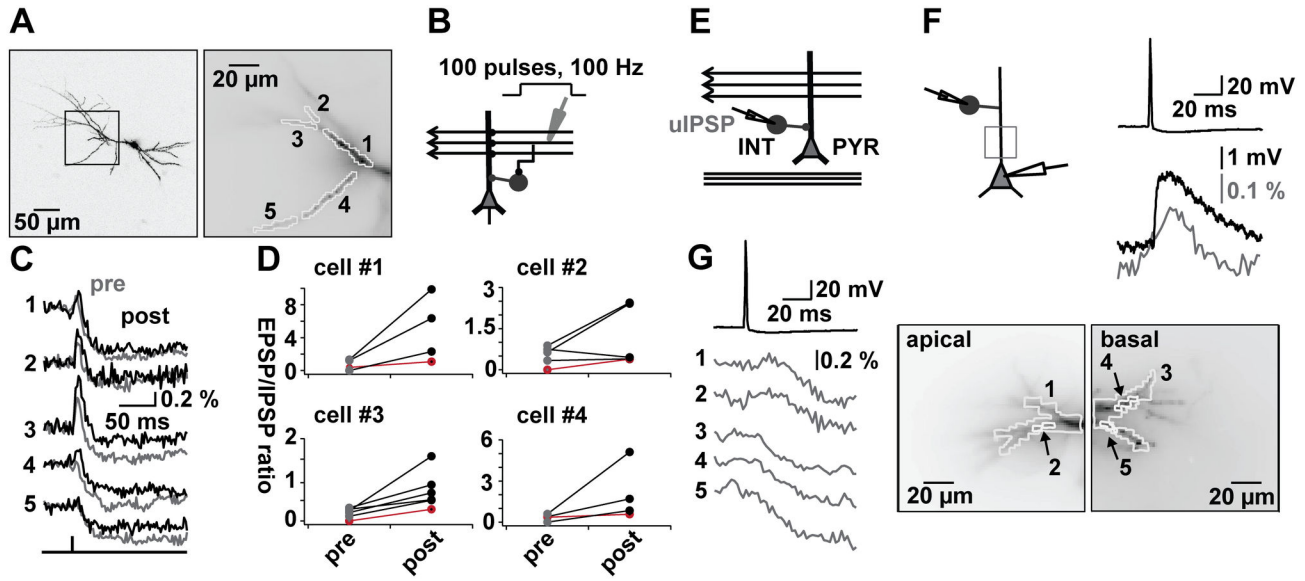 A
50 µm
20 µm
1
2
3
4
5
B
100 pulses, 100 Hz
C
pre
post
1
2
3
4
5
0.2 %
50 ms
D
EPSP/IPSP ratio
cell #1
8
4
0
cell #2
3
1.5
0
cell #3
2
1
0
pre
post
cell #4
6
3
0
pre
post
E
uIPSP
INT
PYR
F
20 mV
20 ms
1 mV
0.1 %
G
20 mV
20 ms
0.2 %
1
2
3
4
5
apical
1
2
20 µm
basal
4
3
5
20 µm